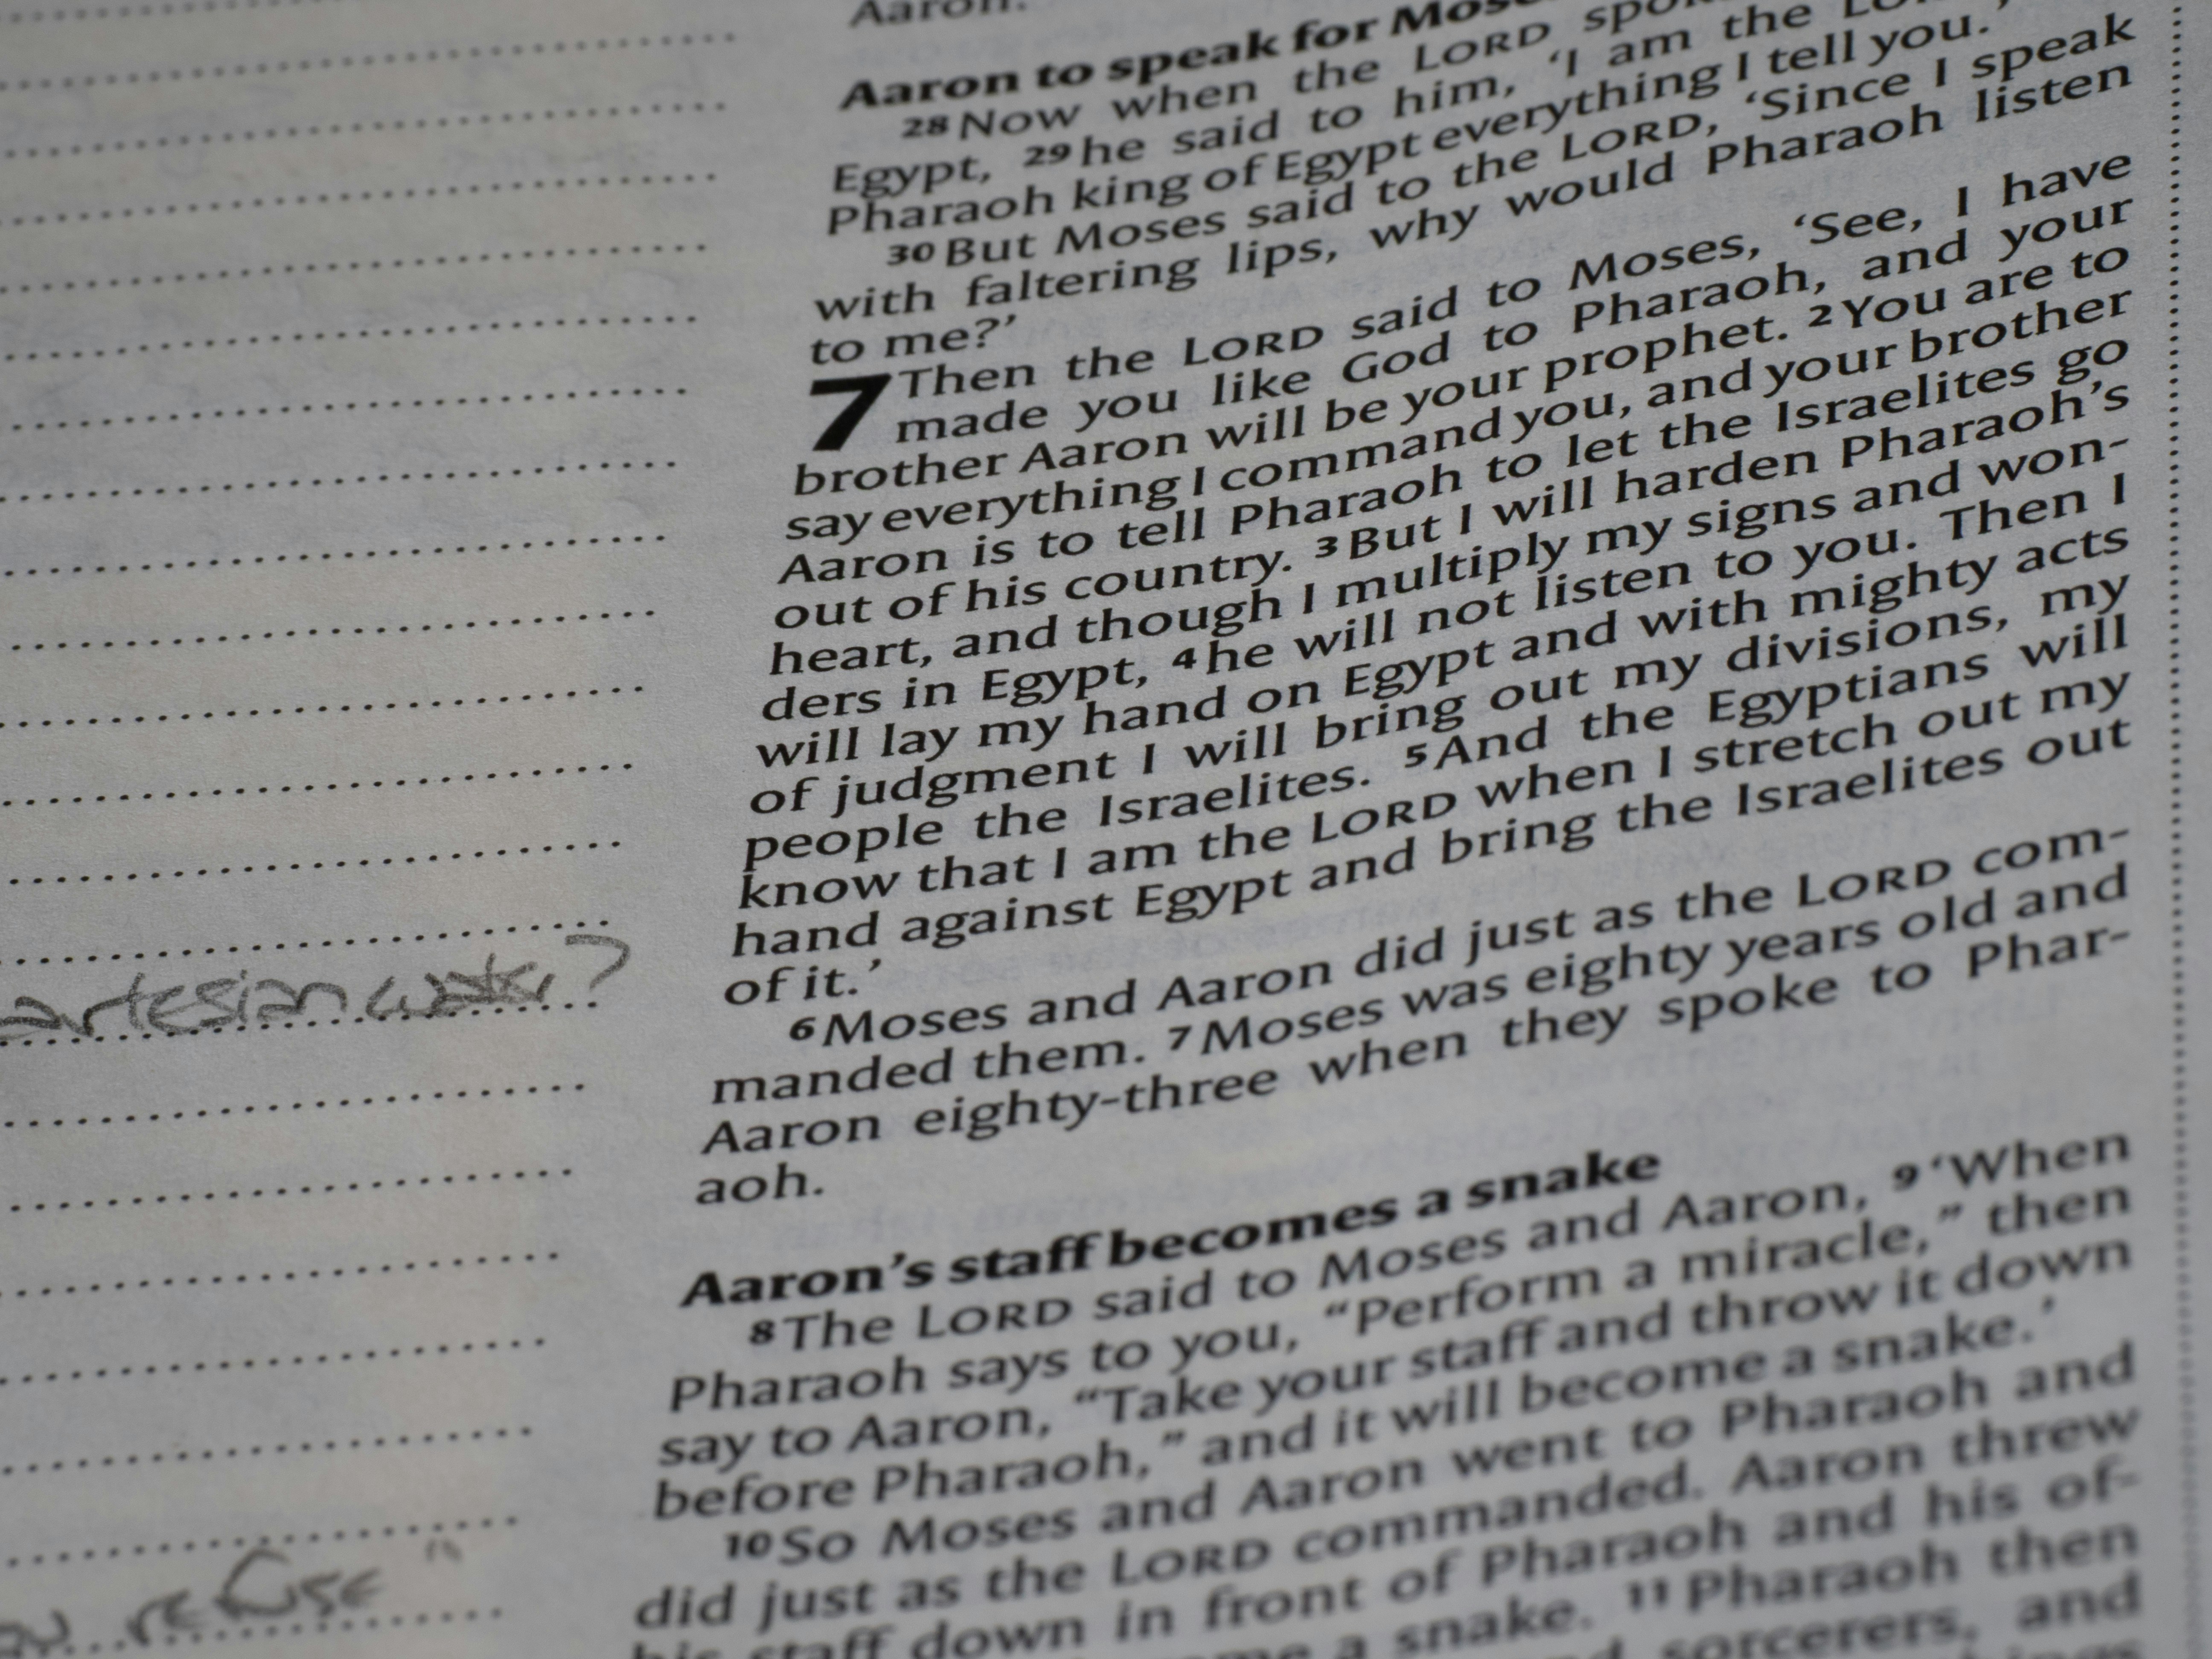 Aaron.
Aaron to speak for Moses
28 Now when the LORD spoke
Egypt, 29 he said to him, ‘I am the LORD.
Pharaoh king of Egypt everything I tell you.’
30 But Moses said to the LORD, ‘Since I speak
with faltering lips, why would Pharaoh listen
to me?’
7 Then the LORD said to Moses, ‘See, I have
made you like God to Pharaoh, and your
brother Aaron will be your prophet. 2 You are to
say everything I command you, and your brother
Aaron is to tell Pharaoh to let the Israelites go
out of his country. 3 But I will harden Pharaoh’s
heart, and though I multiply my signs and won-
ders in Egypt, 4 he will not listen to you. Then I
will lay my hand on Egypt and with mighty acts
of judgment I will bring out my divisions, my
people the Israelites. 5 And the Egyptians will
know that I am the LORD when I stretch out my
hand against Egypt and bring the Israelites out
of it.’
6 Moses and Aaron did just as the LORD com-
manded them. 7 Moses was eighty years old and
Aaron eighty-three when they spoke to Phar-
aoh.
Aaron’s staff becomes a snake
8 The LORD said to Moses and Aaron, 9 ‘When
Pharaoh says to you, “Perform a miracle,” then
say to Aaron, “Take your staff and throw it down
before Pharaoh,” and it will become a snake.’
10 So Moses and Aaron went to Pharaoh and
did just as the LORD commanded. Aaron threw
his staff down in front of Pharaoh and his of-
a snake. 11 Pharaoh then
sorcerers, and
artesian water?
refuse"